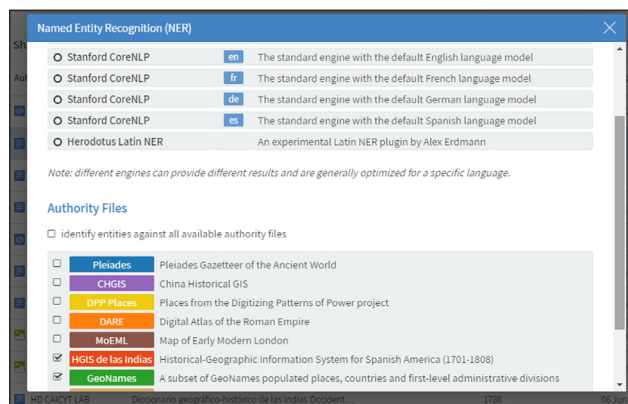 Named Entity Recognition (NER)
Sh
Aut
Stanford CoreNLP en The standard engine with the default English language model
Stanford CoreNLP fr The standard engine with the default French language model
Stanford CoreNLP de The standard engine with the default German language model
Stanford CoreNLP es The standard engine with the default Spanish language model
Herodotus Latin NER An experimental Latin NER plugin by Alex Erdmann
Note: different engines can provide different results and are generally optimized for a specific language.
Authority Files
identify entities against all available authority files
Pleiades Pleiades Gazetteer of the Ancient World
CHGIS China Historical GIS
DPP Places Places from the Digitizing Patterns of Power project
DARE Digital Atlas of the Roman Empire
MoEML Map of Early Modern London
HGIS de las Indias Historical-Geographic Information System for Spanish America (1701-1808)
GeoNames A subset of GeoNames populated places, countries and first-level administrative divisions
HD CAICYT LAB Diccionario geográfico-histórico de las Indias Occident... 1786 06 Jun